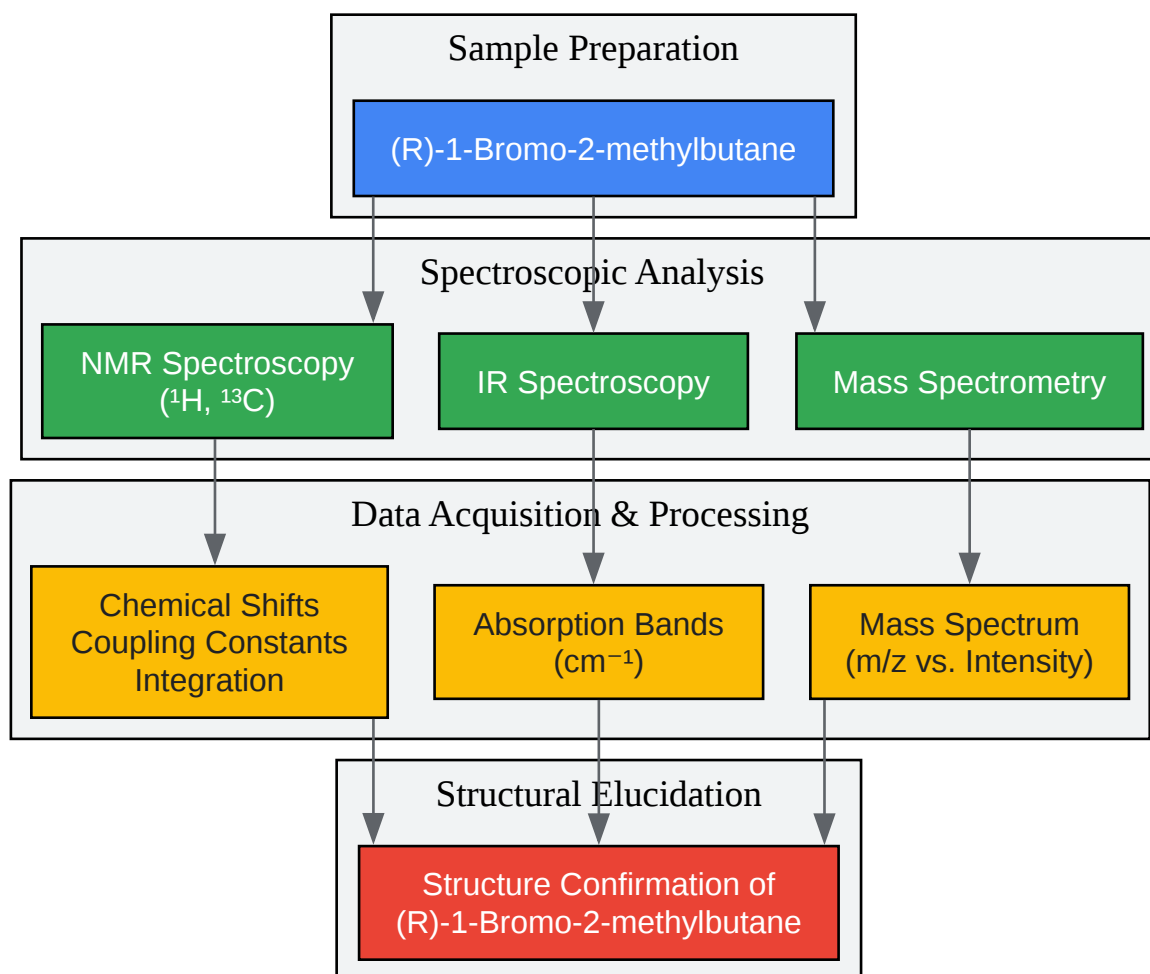 Sample Preparation
(R)-1-Bromo-2-methylbutane
Spectroscopic Analysis
NMR Spectroscopy
(¹H, ¹³C)
IR Spectroscopy
Mass Spectrometry
Data Acquisition & Processing
Chemical Shifts
Coupling Constants
Integration
Absorption Bands
(cm⁻¹)
Mass Spectrum
(m/z vs. Intensity)
Structural Elucidation
Structure Confirmation of
(R)-1-Bromo-2-methylbutane